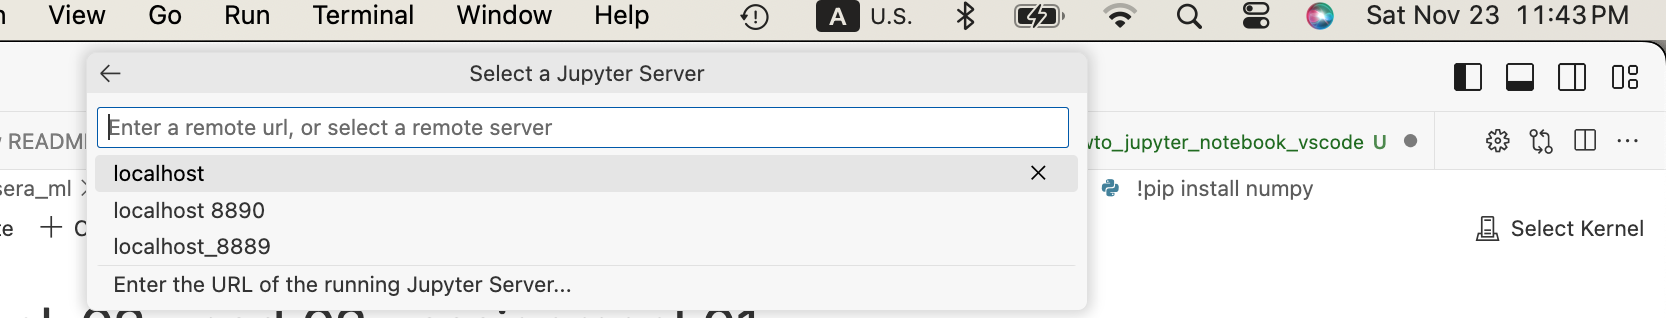 View Go Run Terminal Window Help A U.S. Sat Nov 23 11:43 PM
Select a Jupyter Server
Enter a remote url, or select a remote server
README
to_jupyter_notebook_vscode U
localhost
sera_ml
!pip install numpy
localhost 8890
Select Kernel
localhost_8889
Enter the URL of the running Jupyter Server...